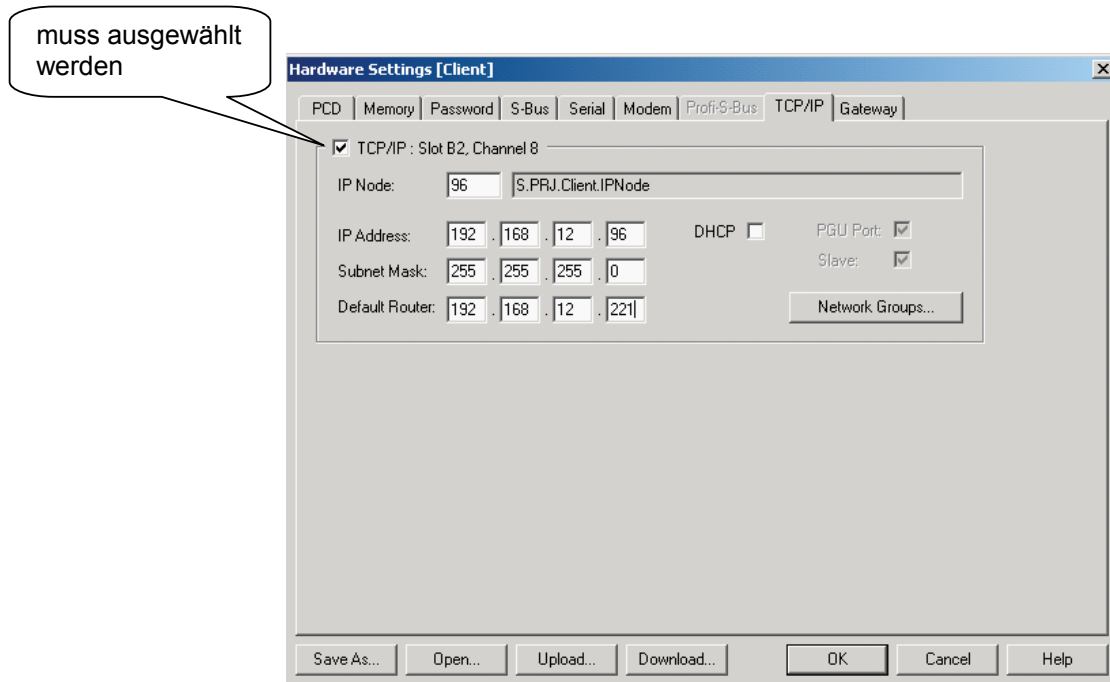 muss ausgewählt
werden
Hardware Settings [Client]
PCD Memory Password S-Bus Serial Modem Profi-S-Bus TCP/IP Gateway
TCP/IP : Slot B2, Channel 8
IP Node: 96 S.PRJ.Client.IPNode
IP Address: 192 . 168 . 12 . 96 DHCP PGU Port:
Slave:
Subnet Mask: 255 . 255 . 255 . 0
Default Router: 192 . 168 . 12 . 221 Network Groups...
Save As... Open... Upload... Download... OK Cancel Help